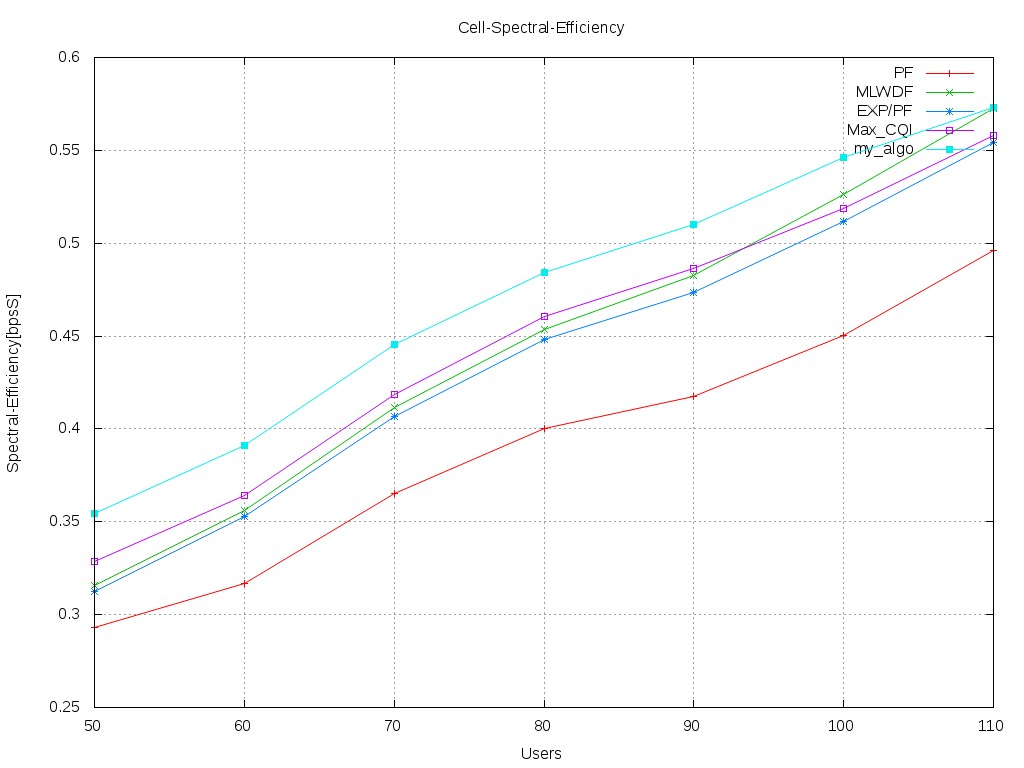 Cell-Spectral-Efficiency
0.6
0.55
0.5
0.45
0.4
0.35
0.3
0.25
Spectral-Efficiency[bpsS]
PF
MLWDF
EXP/PF
Max_CQI
my_algo
50 60 70 80 90 100 110
Users